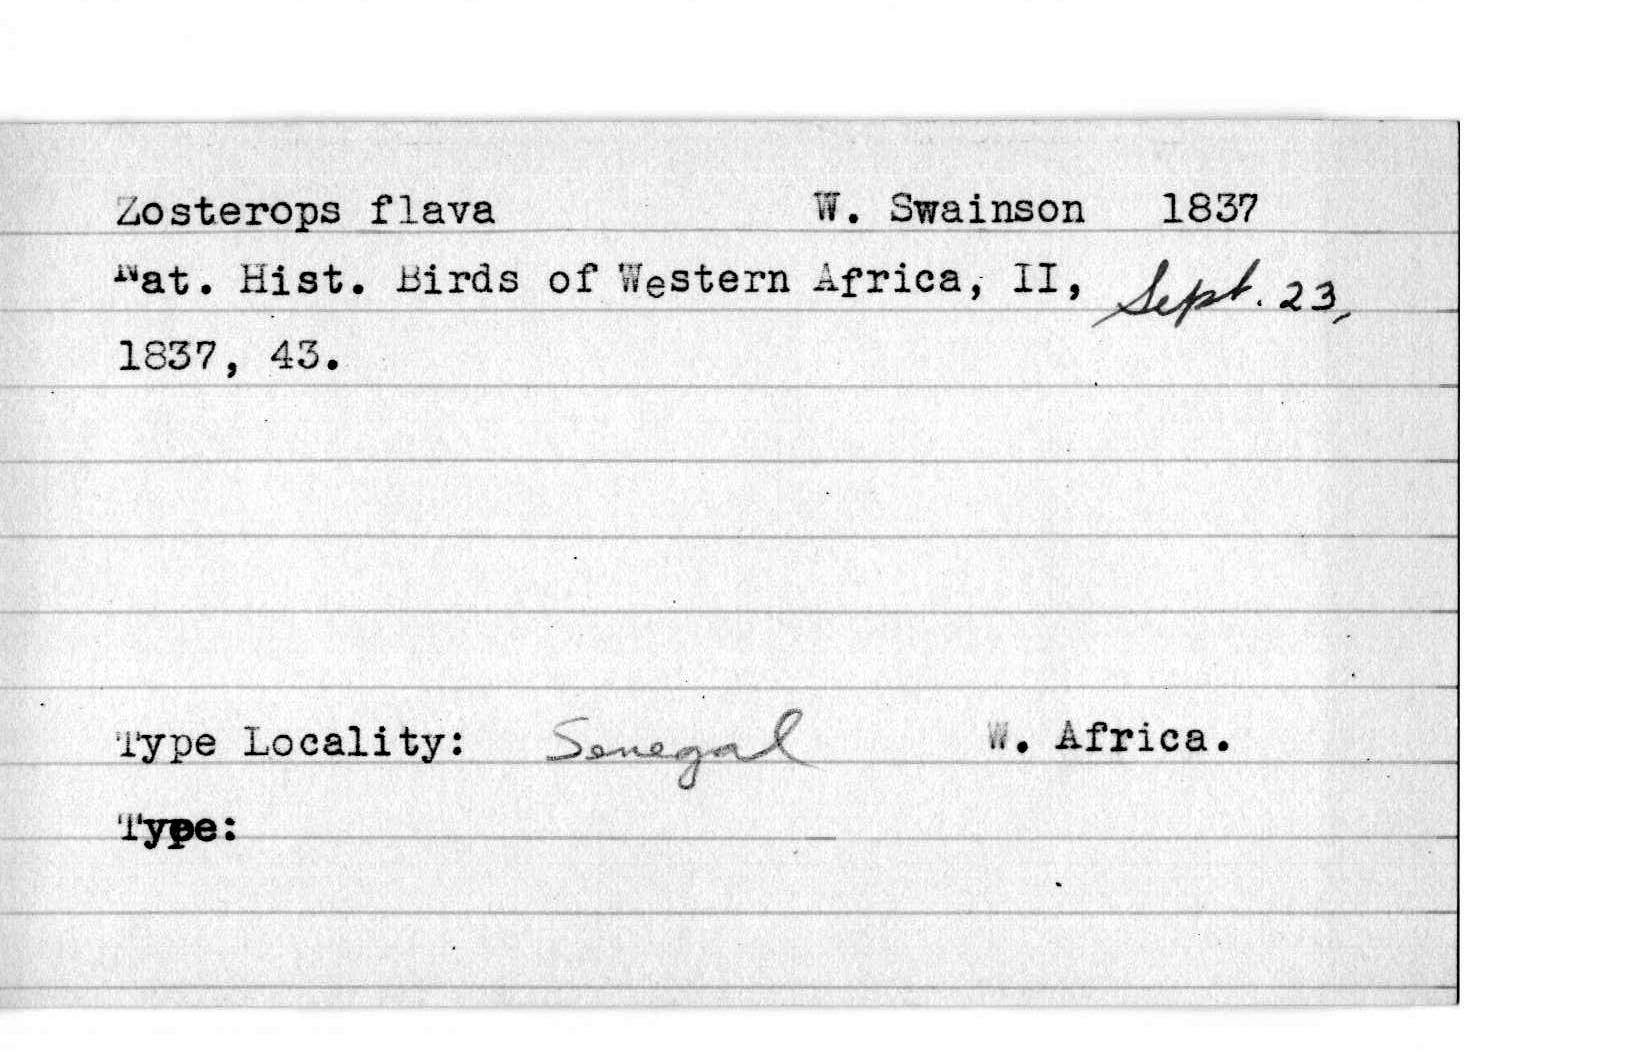 Zosterops flava W. Swainson 1837
Nat. Hist. Birds of Western Africa, II, Sept. 23,
1837, 43.
Type Locality: Senegal W. Africa.
Type: